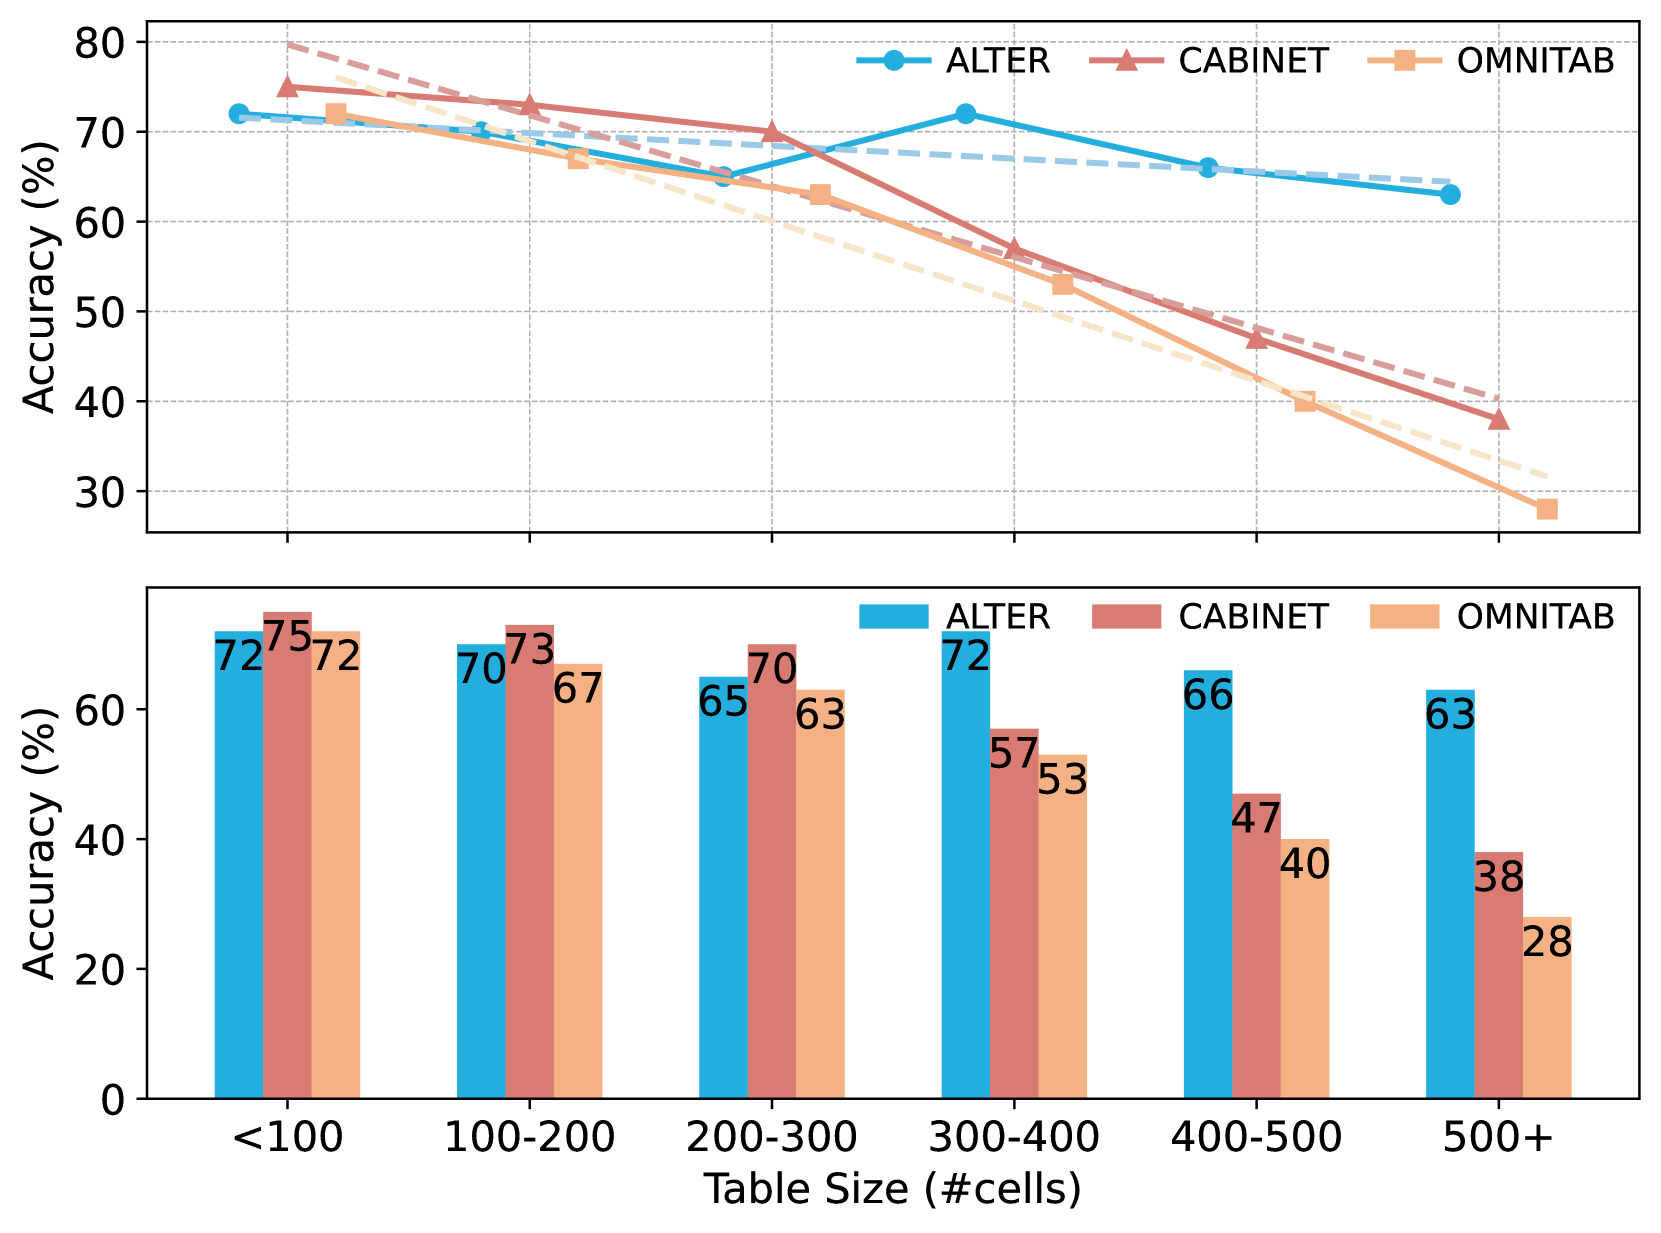 80
70
60
50
40
30
Accuracy (%)
ALTER CABINET OMNITAB
60
40
20
0
Accuracy (%)
ALTER CABINET OMNITAB
72 75 72
70 73 67
65 70 63
72 57 53
66 47 40
63 38 28
<100 100-200 200-300 300-400 400-500 500+
Table Size (#cells)